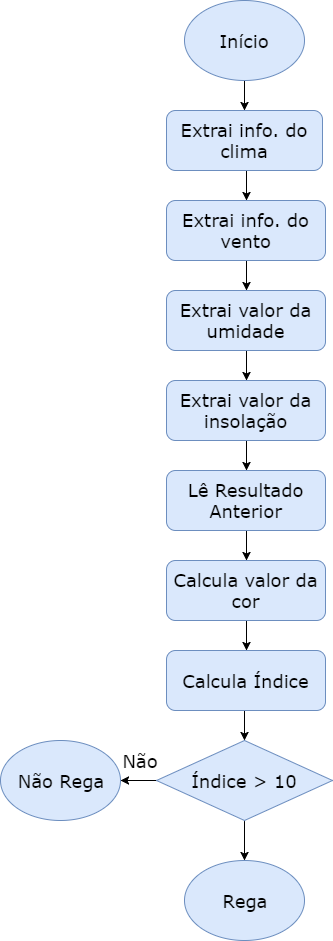 Início
Extrai info. do
clima
Extrai info. do
vento
Extrai valor da
umidade
Extrai valor da
insolação
Lê Resultado
Anterior
Calcula valor da
cor
Calcula Índice
Não
Não Rega
Índice > 10
Rega